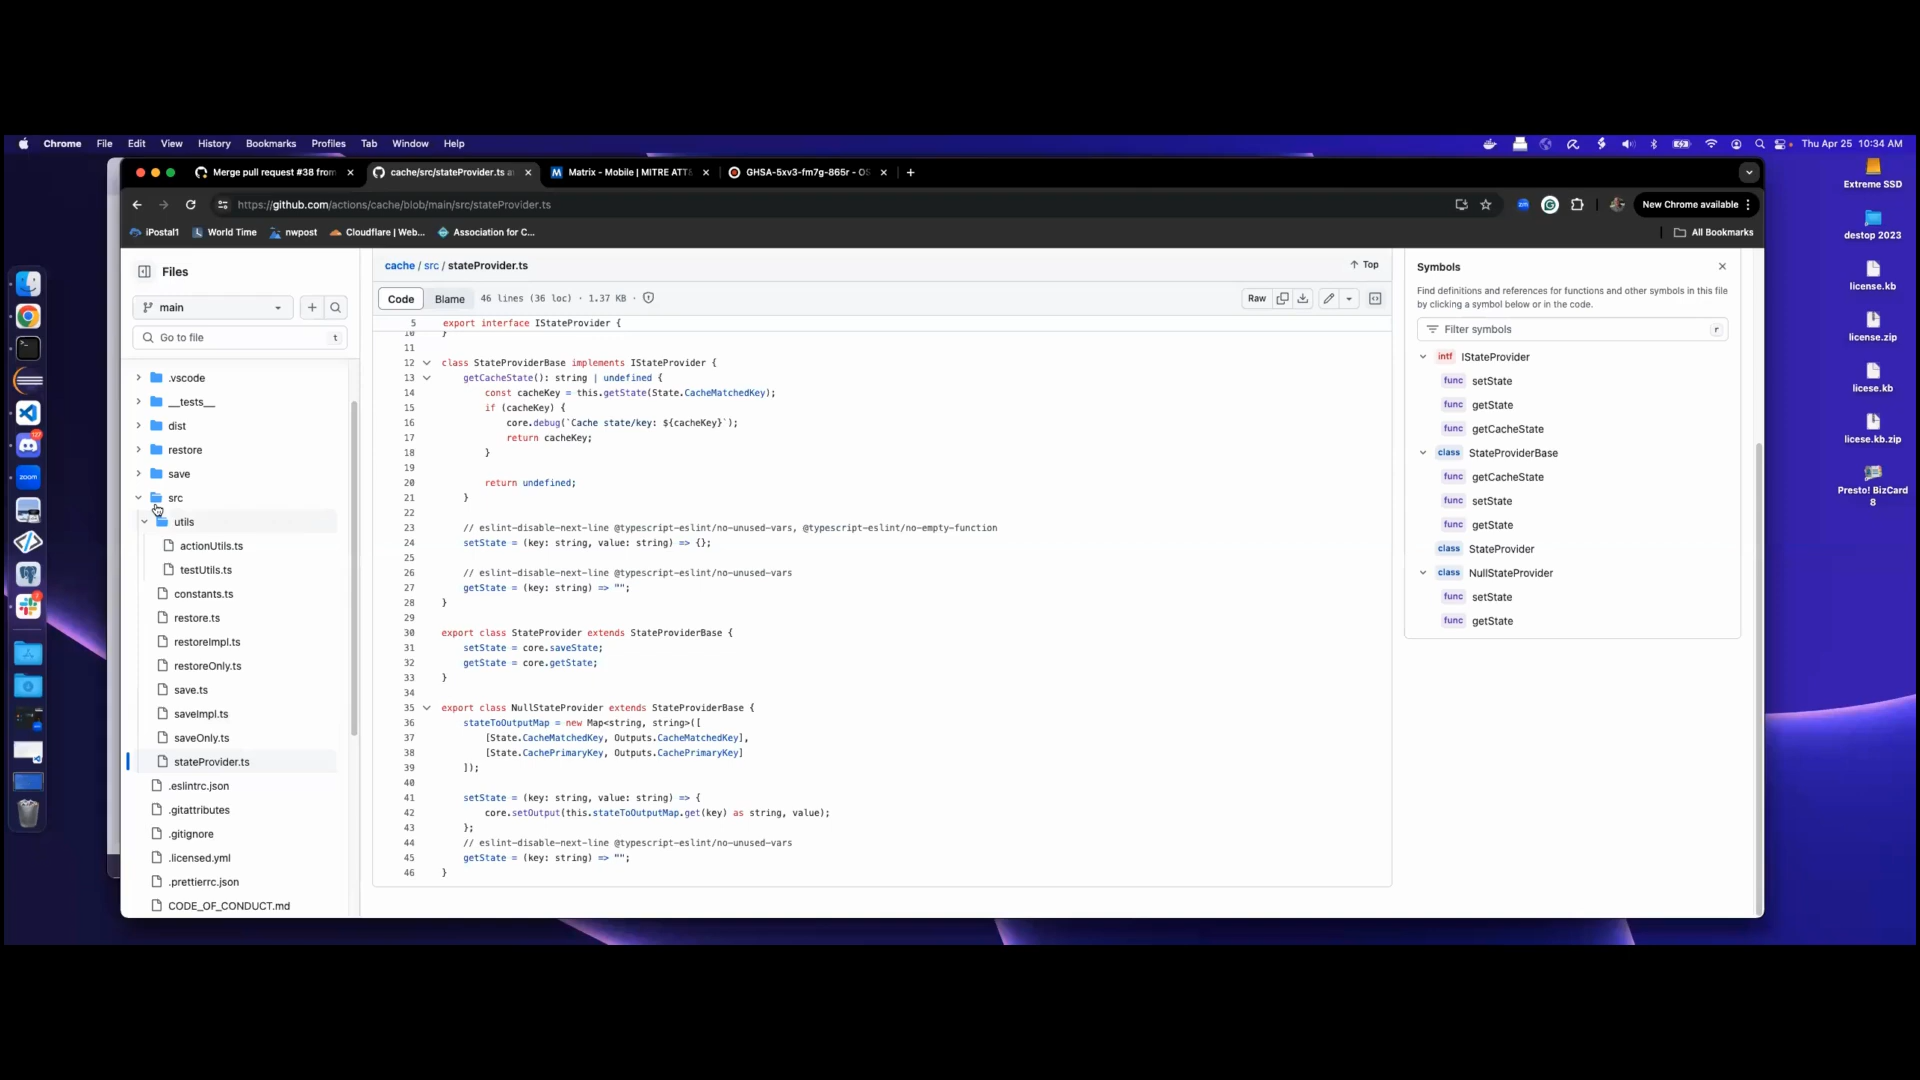 Chrome File Edit View History Bookmarks Profiles Tab Window Help Thu Apr 25 10:34 AM
Merge pull request #38 from cache/src/stateProvider.ts a Matrix - Mobile | MITRE ATT& GHSA-5xv3-fm7g-865r - OS
https://github.com/actions/cache/blob/main/src/stateProvider.ts
New Chrome available
iPostal1 World Time nwpost Cloudflare | Web... Association for C... All Bookmarks
Files
main
Go to file t
.vscode
__tests__
dist
restore
save
src
utils
actionUtils.ts
testUtils.ts
constants.ts
restore.ts
restoreImpl.ts
restoreOnly.ts
save.ts
saveImpl.ts
saveOnly.ts
stateProvider.ts
.eslintrc.json
.gitattributes
.gitignore
.licensed.yml
.prettierrc.json
CODE_OF_CONDUCT.md
cache / src / stateProvider.ts Top
Code Blame 46 lines (36 loc) · 1.37 KB Raw
5 export interface IStateProvider {
10 }
11
12 class StateProviderBase implements IStateProvider {
13 getCacheState(): string | undefined {
14 const cacheKey = this.getState(State.CacheMatchedKey);
15 if (cacheKey) {
16 core.debug(`Cache state/key: ${cacheKey}`);
17 return cacheKey;
18 }
19
20 return undefined;
21 }
22
23 // eslint-disable-next-line @typescript-eslint/no-unused-vars, @typescript-eslint/no-empty-function
24 setState = (key: string, value: string) => {};
25
26 // eslint-disable-next-line @typescript-eslint/no-unused-vars
27 getState = (key: string) => "";
28 }
29
30 export class StateProvider extends StateProviderBase {
31 setState = core.saveState;
32 getState = core.getState;
33 }
34
35 export class NullStateProvider extends StateProviderBase {
36 stateToOutputMap = new Map<string, string>([
37 [State.CacheMatchedKey, Outputs.CacheMatchedKey],
38 [State.CachePrimaryKey, Outputs.CachePrimaryKey]
39 ]);
40
41 setState = (key: string, value: string) => {
42 core.setOutput(this.stateToOutputMap.get(key) as string, value);
43 };
44 // eslint-disable-next-line @typescript-eslint/no-unused-vars
45 getState = (key: string) => "";
46 }
Symbols
Find definitions and references for functions and other symbols in this file
by clicking a symbol below or in the code.
Filter symbols r
intf IStateProvider
func setState
func getState
func getCacheState
class StateProviderBase
func getCacheState
func setState
func getState
class StateProvider
class NullStateProvider
func setState
func getState
Extreme SSD
destop 2023
license.kb
license.zip
licese.kb
licese.kb.zip
Presto! BizCard
8
zoom